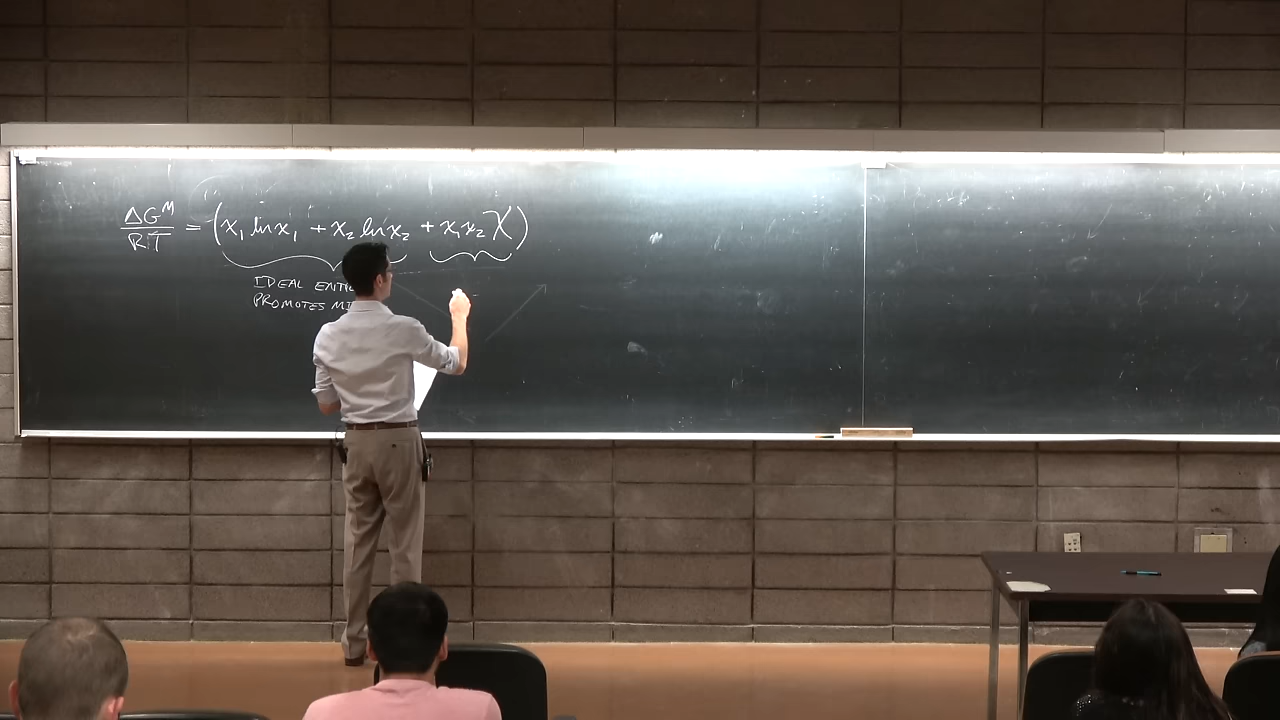 ΔG^M/RT = (x₁ ln x₁ + x₂ ln x₂ + x₁x₂ χ)
IDEAL
PROMOTES